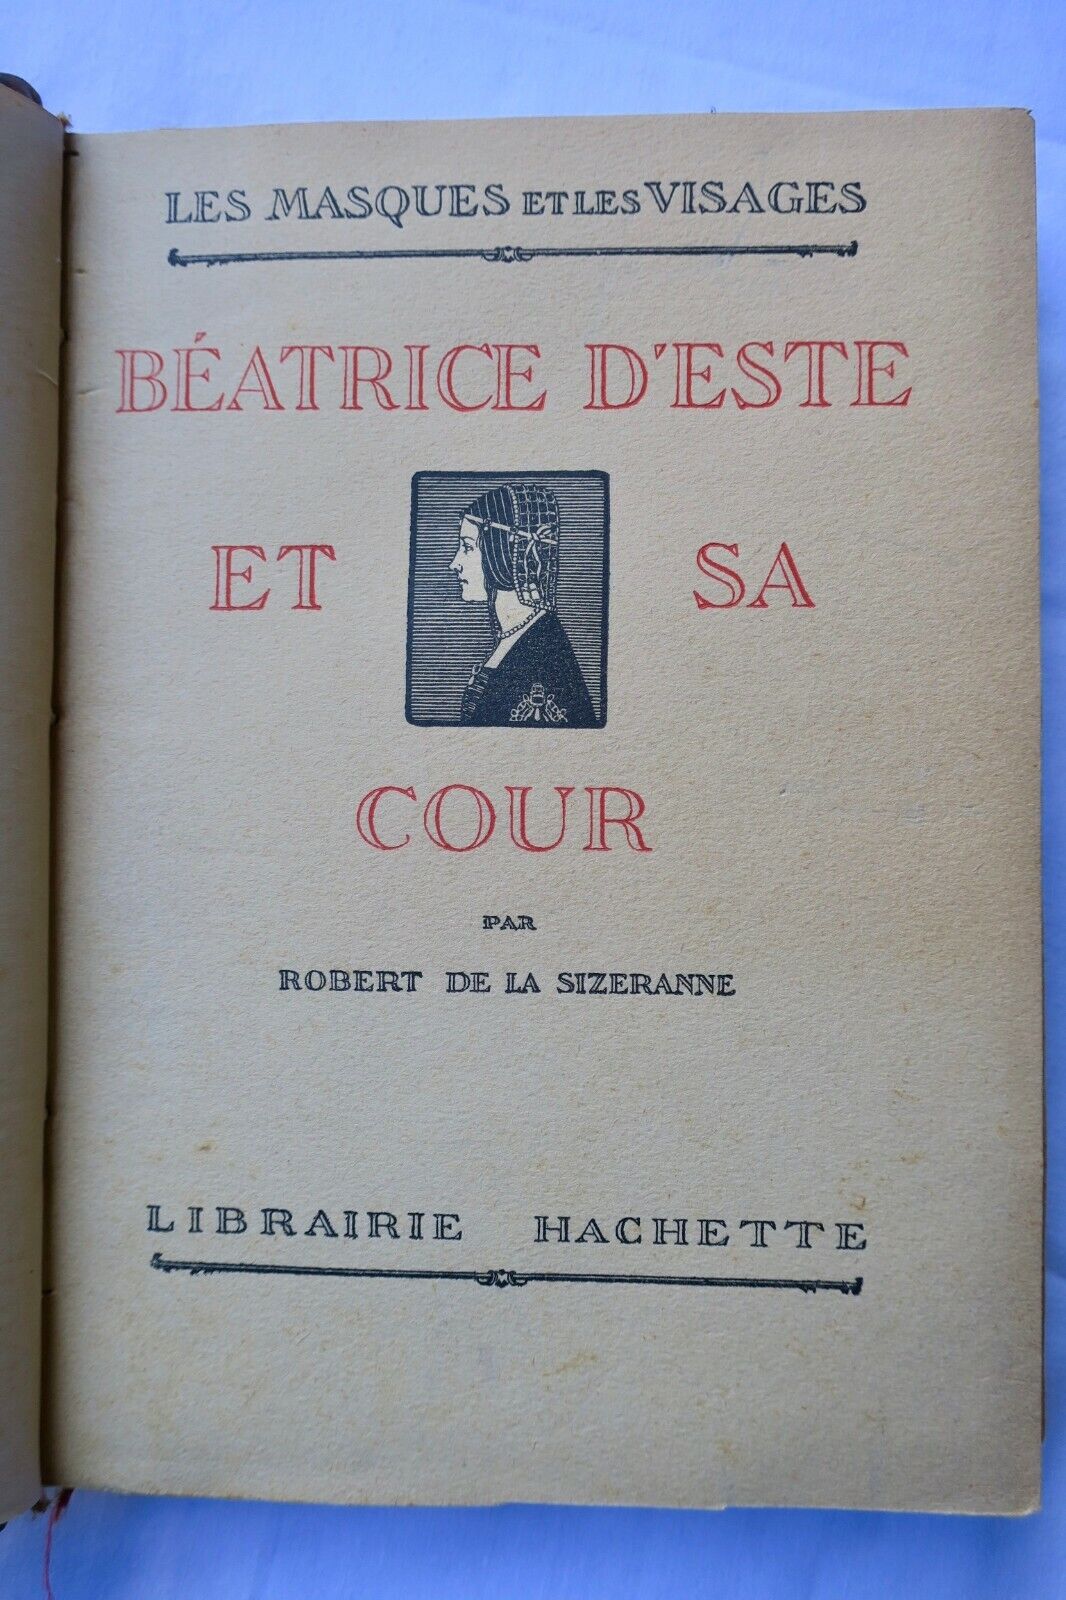 LES MASQUES ET LES VISAGES
BÉATRICE D'ESTE
ET SA
COUR
PAR
ROBERT DE LA SIZERANNE
LIBRAIRIE HACHETTE